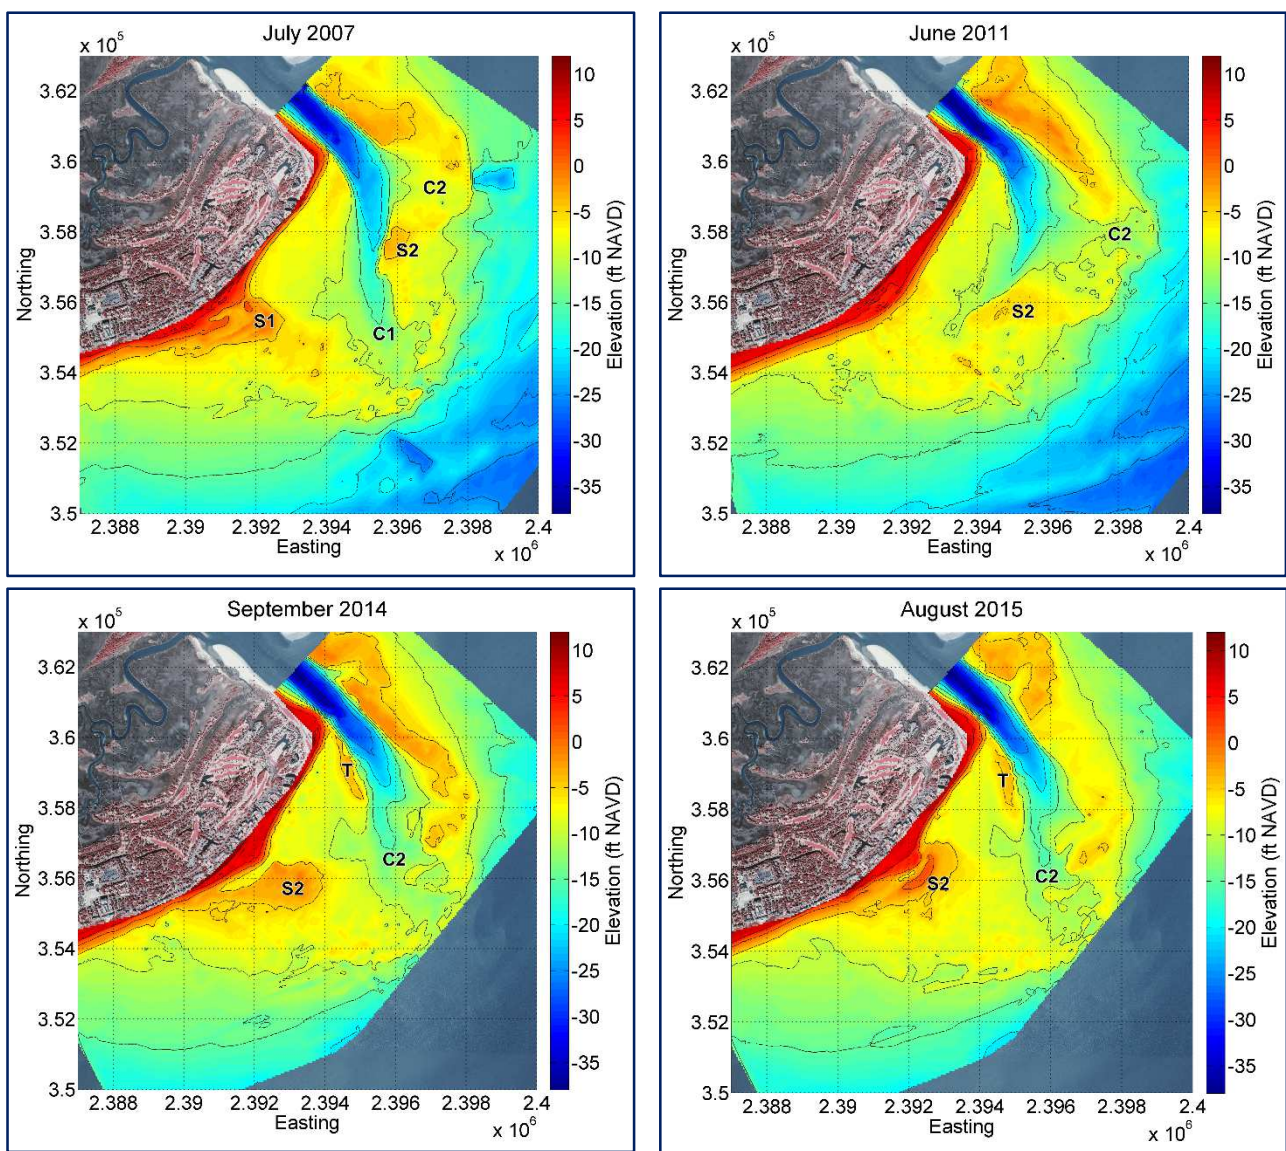 July 2007
x 10^5
3.62
3.6
3.58
3.56
3.54
3.52
3.5
Northing
2.388 2.39 2.392 2.394 2.396 2.398 2.4
Easting
x 10^6
C2
S2
S1
C1
10
5
0
-5
-10
-15
-20
-25
-30
-35
Elevation (ft NAVD)
June 2011
x 10^5
3.62
3.6
3.58
3.56
3.54
3.52
3.5
Northing
2.388 2.39 2.392 2.394 2.396 2.398 2.4
Easting
x 10^6
C2
S2
10
5
0
-5
-10
-15
-20
-25
-30
-35
Elevation (ft NAVD)
September 2014
x 10^5
3.62
3.6
3.58
3.56
3.54
3.52
3.5
Northing
2.388 2.39 2.392 2.394 2.396 2.398 2.4
Easting
x 10^6
T
C2
S2
10
5
0
-5
-10
-15
-20
-25
-30
-35
Elevation (ft NAVD)
August 2015
x 10^5
3.62
3.6
3.58
3.56
3.54
3.52
3.5
Northing
2.388 2.39 2.392 2.394 2.396 2.398 2.4
Easting
x 10^6
T
C2
S2
10
5
0
-5
-10
-15
-20
-25
-30
-35
Elevation (ft NAVD)